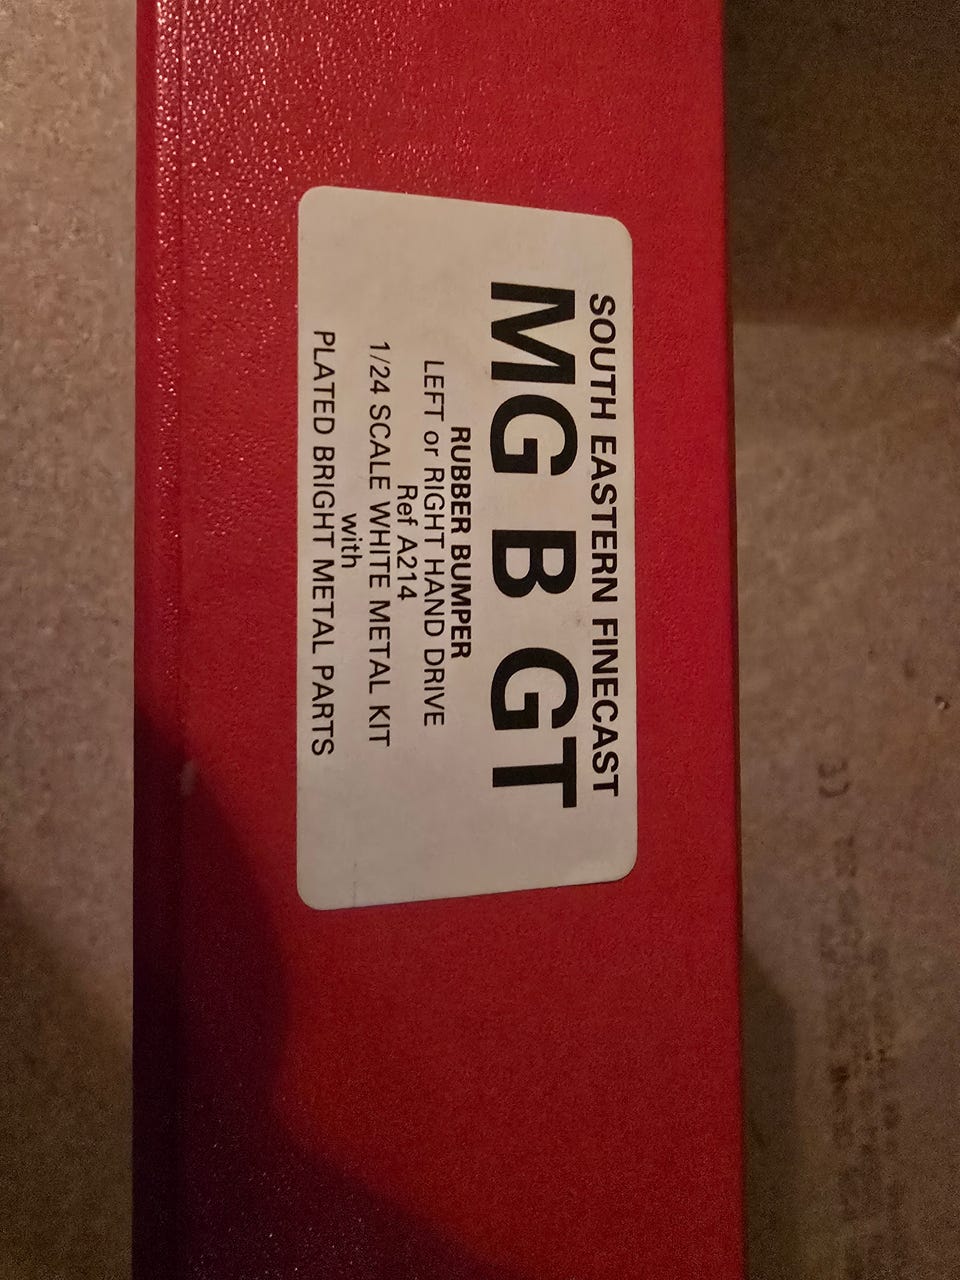 SOUTH EASTERN FINECAST
MG B GT
RUBBER BUMPER
LEFT or RIGHT HAND DRIVE
Ref A214
1/24 SCALE WHITE METAL KIT
with
PLATED BRIGHT METAL PARTS
3)